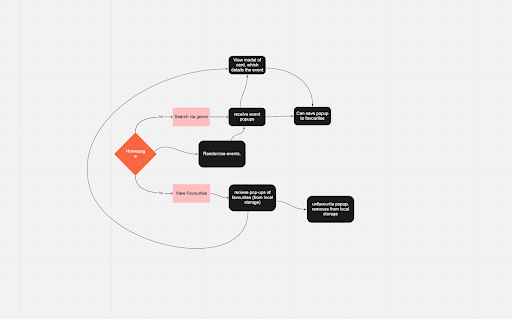 View modal of
card, which
details the event
Search via genre
receive event
popups
Can save popup
to favourites
Homepag
e
Randomise events.
View Favourites
recieve pop-ups of
favourites (from local
storage)
unfavourite popup,
removes from local
storage